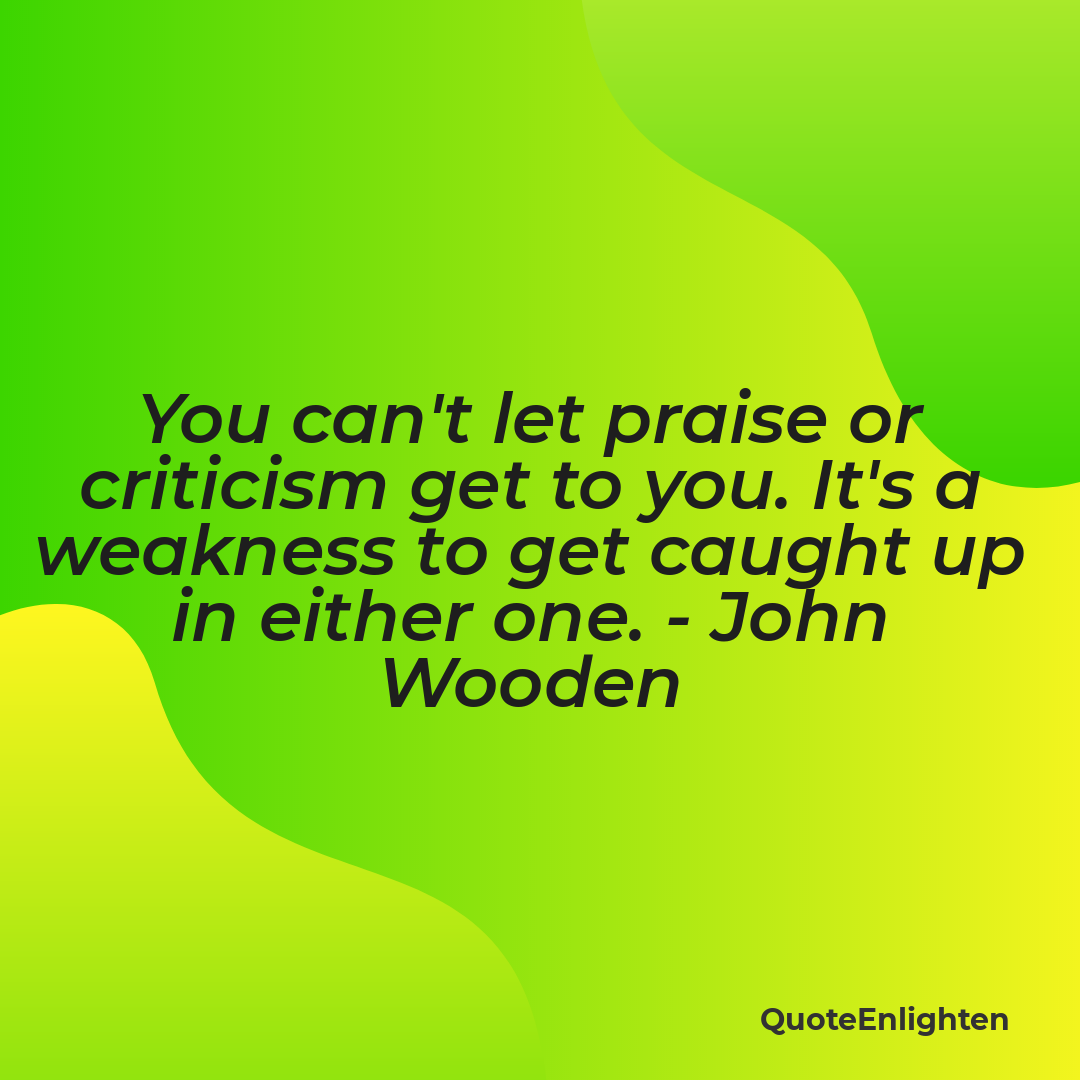 You can't let praise or
criticism get to you. It's a
weakness to get caught up
in either one. - John
Wooden
QuoteEnlighten